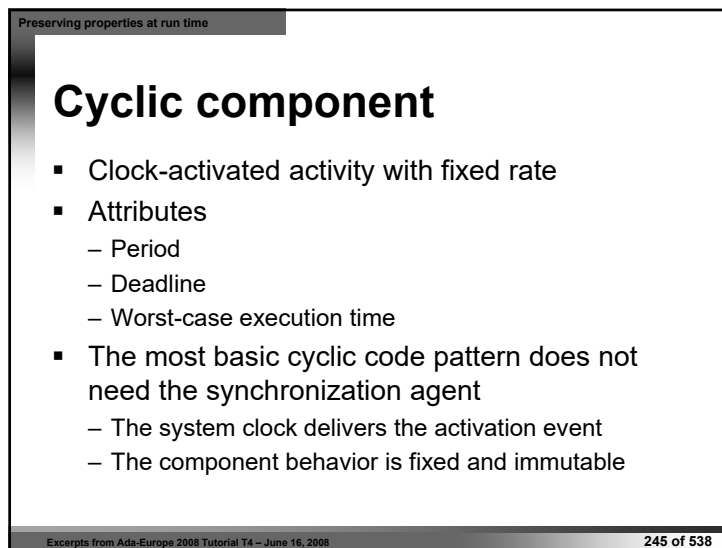 Preserving properties at run time
Cyclic component
▪ Clock-activated activity with fixed rate
▪ Attributes
– Period
– Deadline
– Worst-case execution time
▪ The most basic cyclic code pattern does not
need the synchronization agent
– The system clock delivers the activation event
– The component behavior is fixed and immutable
Excerpts from Ada-Europe 2008 Tutorial T4 – June 16, 2008
245 of 538